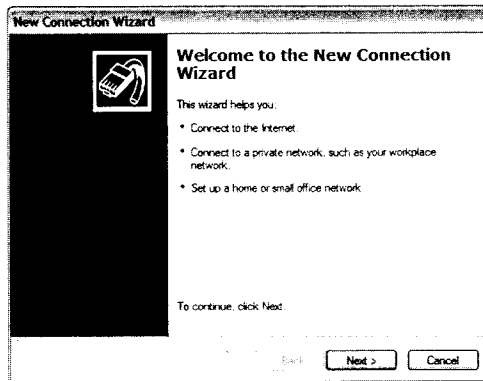 New Connection Wizard
Welcome to the New Connection
Wizard
This wizard helps you:
* Connect to the Internet.
* Connect to a private network, such as your workplace
network.
* Set up a home or small office network
To continue, click Next.
Back Next > Cancel